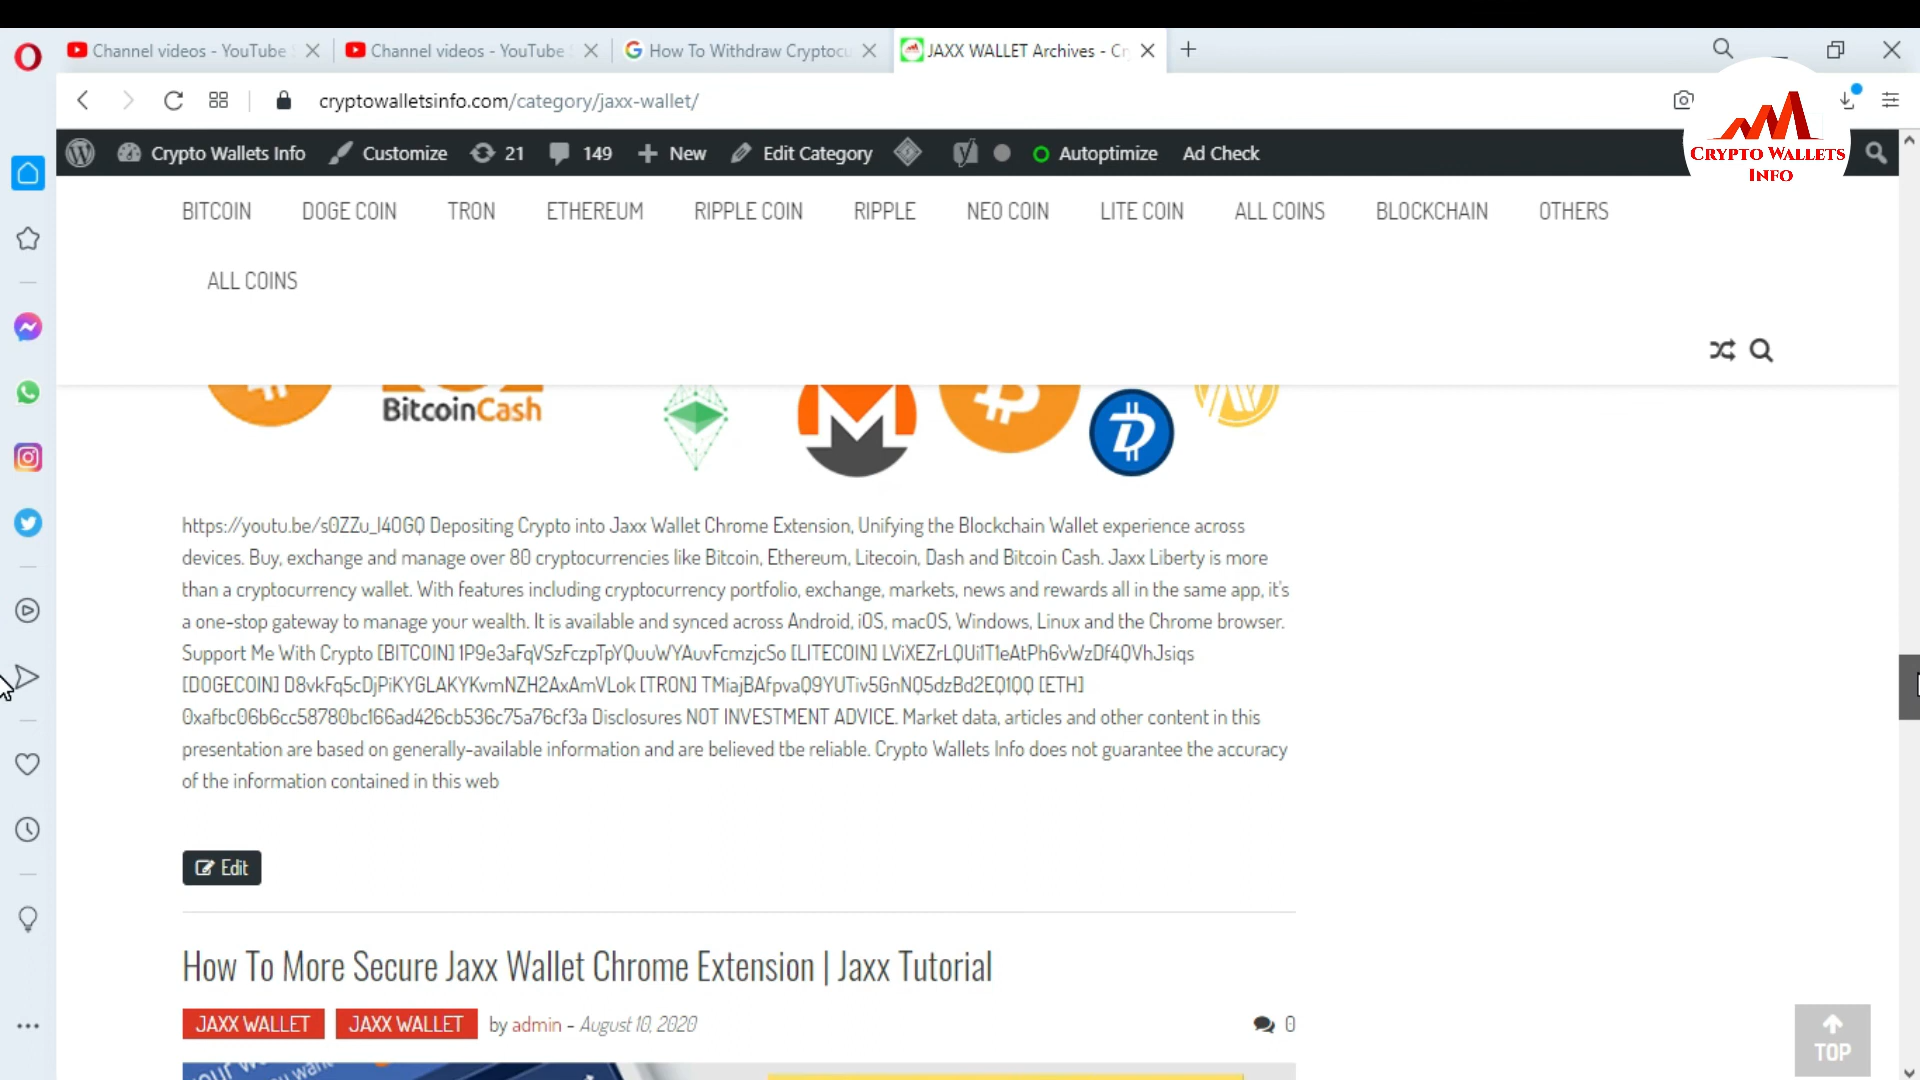 Channel videos - YouTube S
Channel videos - YouTube S
How To Withdraw Cryptocu
JAXX WALLET Archives - Cr
cryptowalletsinfo.com/category/jaxx-wallet/
Crypto Wallets Info Customize 21 149 New Edit Category Autoptimize Ad Check
CRYPTO WALLETS
INFO
BITCOIN DOGE COIN TRON ETHEREUM RIPPLE COIN RIPPLE NEO COIN LITE COIN ALL COINS BLOCKCHAIN OTHERS
ALL COINS
BitcoinCash
https://youtu.be/s0ZZu_I4OGQ Depositing Crypto into Jaxx Wallet Chrome Extension, Unifying the Blockchain Wallet experience across
devices. Buy, exchange and manage over 80 cryptocurrencies like Bitcoin, Ethereum, Litecoin, Dash and Bitcoin Cash. Jaxx Liberty is more
than a cryptocurrency wallet. With features including cryptocurrency portfolio, exchange, markets, news and rewards all in the same app, it's
a one-stop gateway to manage your wealth. It is available and synced across Android, iOS, macOS, Windows, Linux and the Chrome browser.
Support Me With Crypto [BITCOIN] 1P9e3aFqVSzFczpTpYQuuWYAuvFcmzjcSo [LITECOIN] LViXEZrLQUi1T1eAtPh6vWzDf4QVhJsiqs
[DOGECOIN] D8vkFq5cDjPiKYGLAKYKvmNZH2AxAmVLok [TRON] TMiajBAfpvaQ9YUTiv5GnNQ5dzBd2EQ1QQ [ETH]
0xafbc06b6cc58780bc166ad426cb536c75a76cf3a Disclosures NOT INVESTMENT ADVICE. Market data, articles and other content in this
presentation are based on generally-available information and are believed tbe reliable. Crypto Wallets Info does not guarantee the accuracy
of the information contained in this web
Edit
How To More Secure Jaxx Wallet Chrome Extension | Jaxx Tutorial
JAXX WALLET JAXX WALLET by admin - August 10, 2020 0
your w
TOP